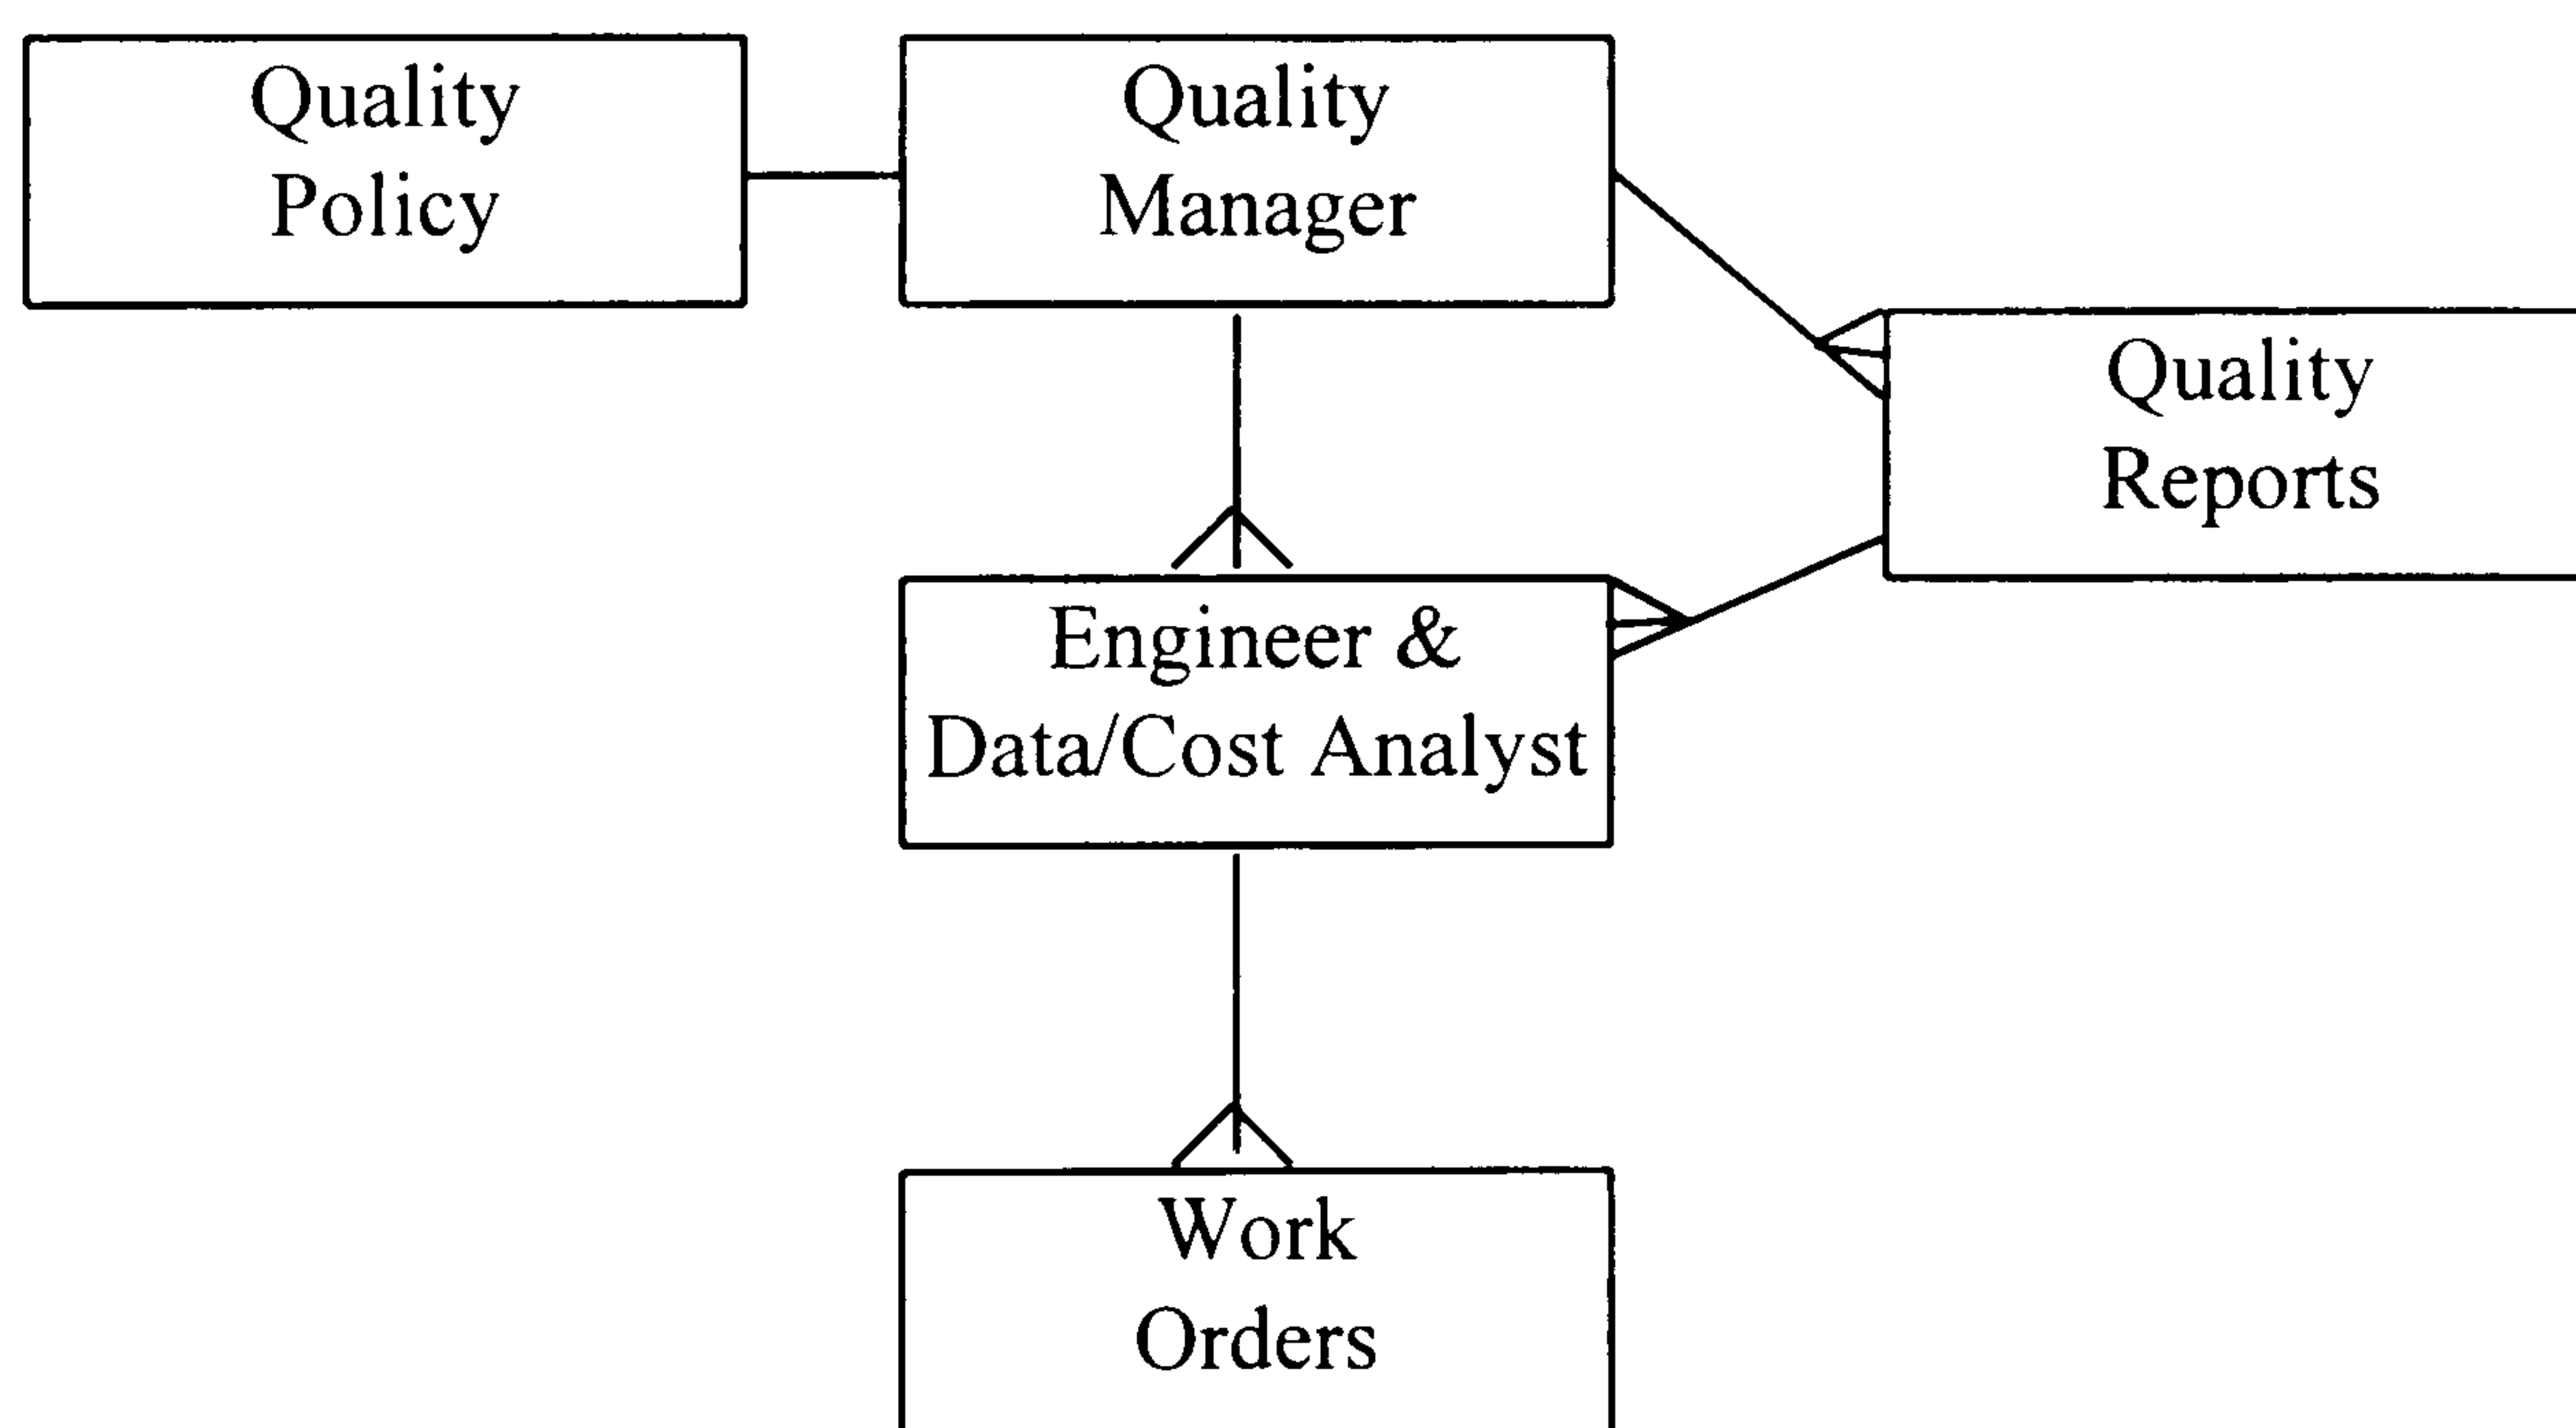 Quality
Policy
Quality
Manager
Quality
Reports
Engineer &
Data/Cost Analyst
Work
Orders